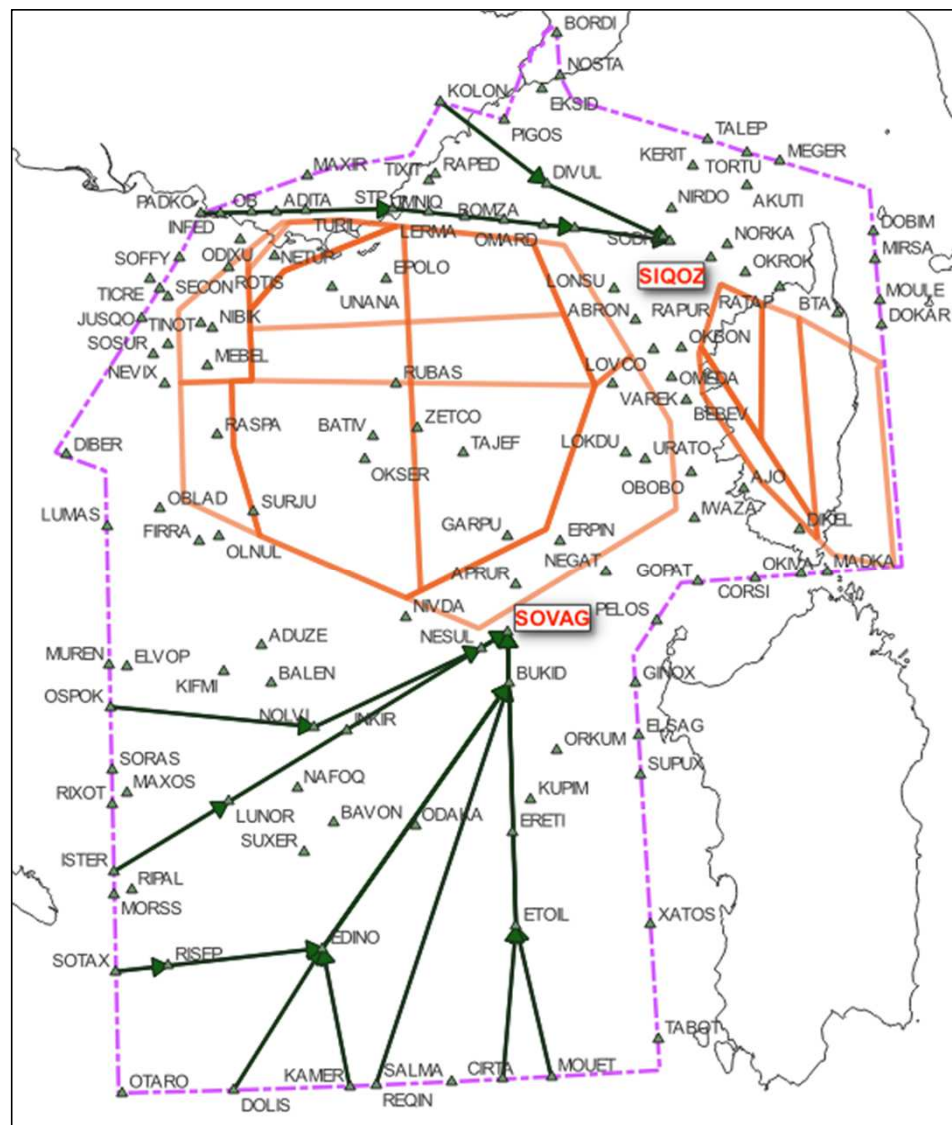 BORDI
NOSTA
KOLON
EKSID
PIGOS
TALEP
KERIT
TORTU
MEGER
MAXIR
TIXIT
RAPED
DIVUL
AKUTI
PADKO
OB
ADITA
STP
NIRDO
INFED
TURIL
LERMA
BOMZA
OMARD
NORKA
DOBIM
SOFFY
ODIXU
NETUR
MIRSA
SECON
ROTIS
EPOLO
LONSU
SIQOZ
OKROK
TICRE
UNANA
RATAP
BTA
MOULE
JUSQO
TINOT
NIBIK
ABRON
RAPUR
DOKAR
SOSUR
OKBON
MEBEL
LOVCO
NEVIX
RUBAS
OMEDA
VAREK
BEBEV
RASPA
BATIV
ZETCO
DIBER
TAJEF
LOKDU
URATO
OKSER
OBOBO
AJO
OBLAD
SURJU
LUMAS
IWAZA
DIKEL
FIRRA
OLNUL
GARPU
ERPIN
NEGAT
APRUR
GOPAT
OKIVA
MADKA
CORSI
NIVDA
SOVAG
PELOS
ADUZE
NESUL
MUREN
ELVOP
KIFMI
BALEN
BUKID
GINOX
OSPOK
NOLVI
INKIR
ORKUM
ELSAG
SORAS
SUPUX
MAXOS
NAFOQ
RIXOT
KUPIM
LUNOR
BAVON
ODAKA
ERETI
SUXER
ISTER
RIPAL
MORSS
ETOIL
XATOS
EDINO
SOTAX
RISEP
TABOT
OTARO
KAMER
SALMA
CIRTA
MOUET
DOLIS
REQIN